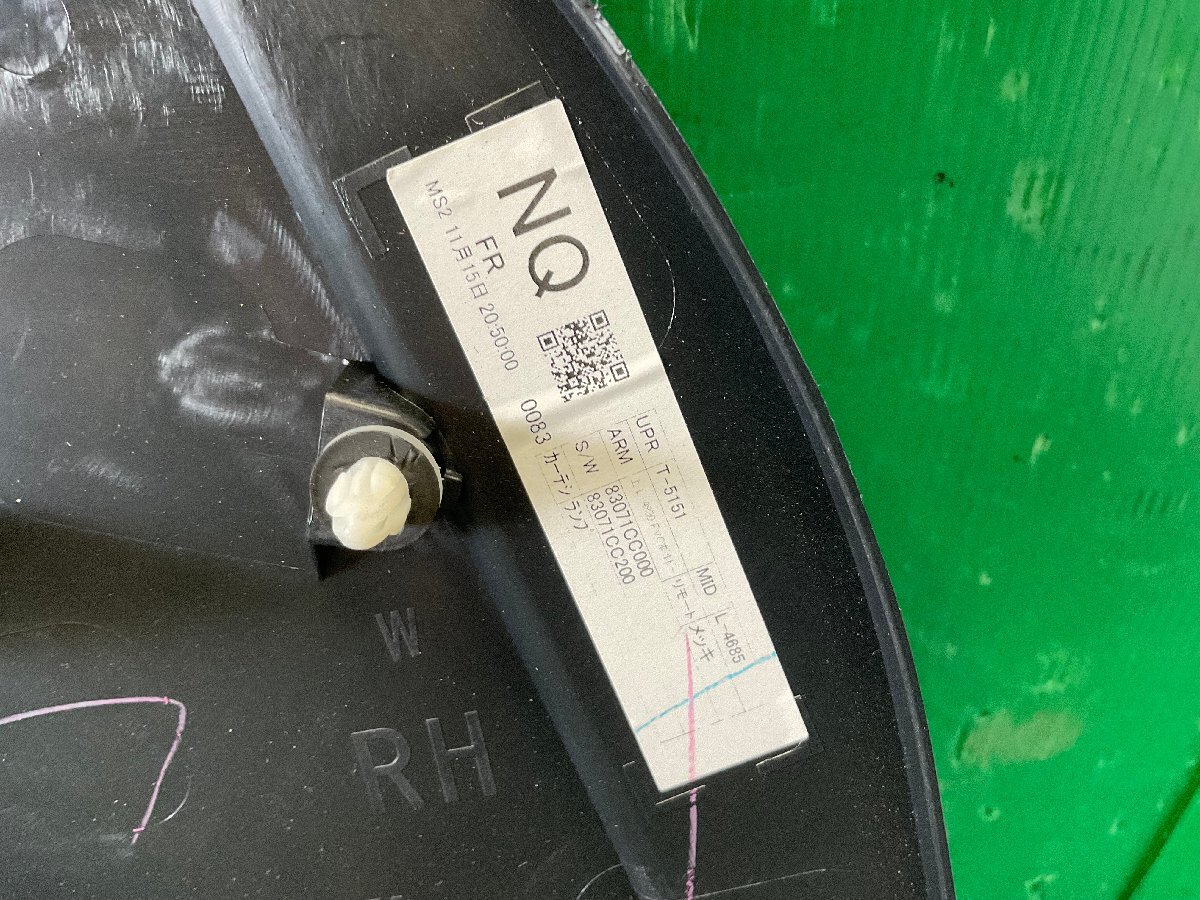 NQ
FR
MS2 11月15日 20:50:00
0083 カーテシランプ
UPR T-5151 MID L-4685
ARM リモート メッキ
S/W 83071CC000
83071CC200
W
RH